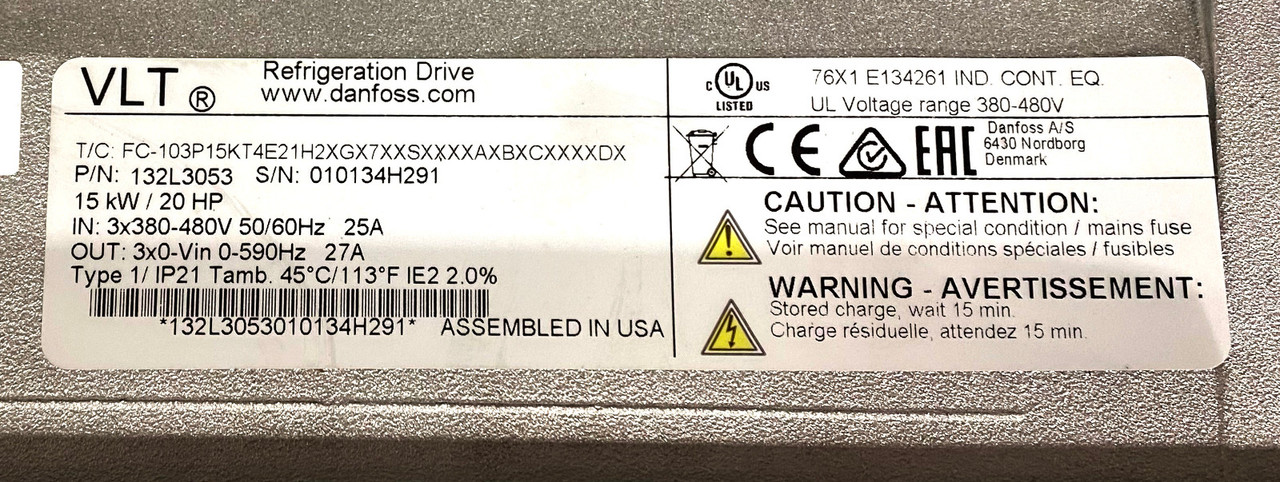 VLT ®
Refrigeration Drive
www.danfoss.com
T/C: FC-103P15KT4E21H2XGX7XXSXXXXAXBXCXXXXDX
P/N: 132L3053 S/N: 010134H291
15 kW / 20 HP
IN: 3x380-480V 50/60Hz 25A
OUT: 3x0-Vin 0-590Hz 27A
Type 1/ IP21 Tamb. 45°C/113°F IE2 2.0%
*132L3053010134H291* ASSEMBLED IN USA
C UL US
LISTED
76X1 E134261 IND. CONT. EQ.
UL Voltage range 380-480V
CE EAC
Danfoss A/S
6430 Nordborg
Denmark
CAUTION - ATTENTION:
See manual for special condition / mains fuse
Voir manuel de conditions spéciales / fusibles
WARNING - AVERTISSEMENT:
Stored charge, wait 15 min.
Charge résiduelle, attendez 15 min.